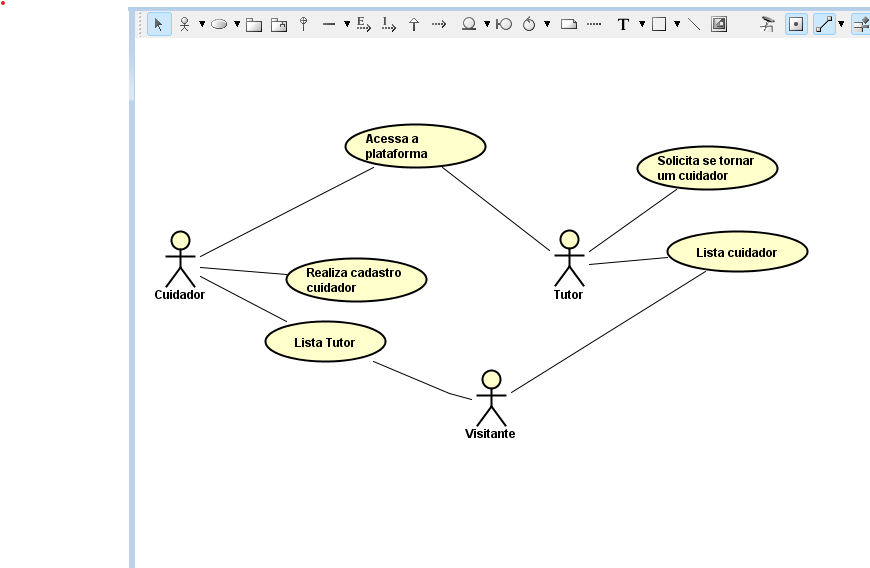 E
I
T
Acessa a
plataforma
Solicita se tornar
um cuidador
Lista cuidador
Cuidador
Realiza cadastro
cuidador
Tutor
Lista Tutor
Visitante